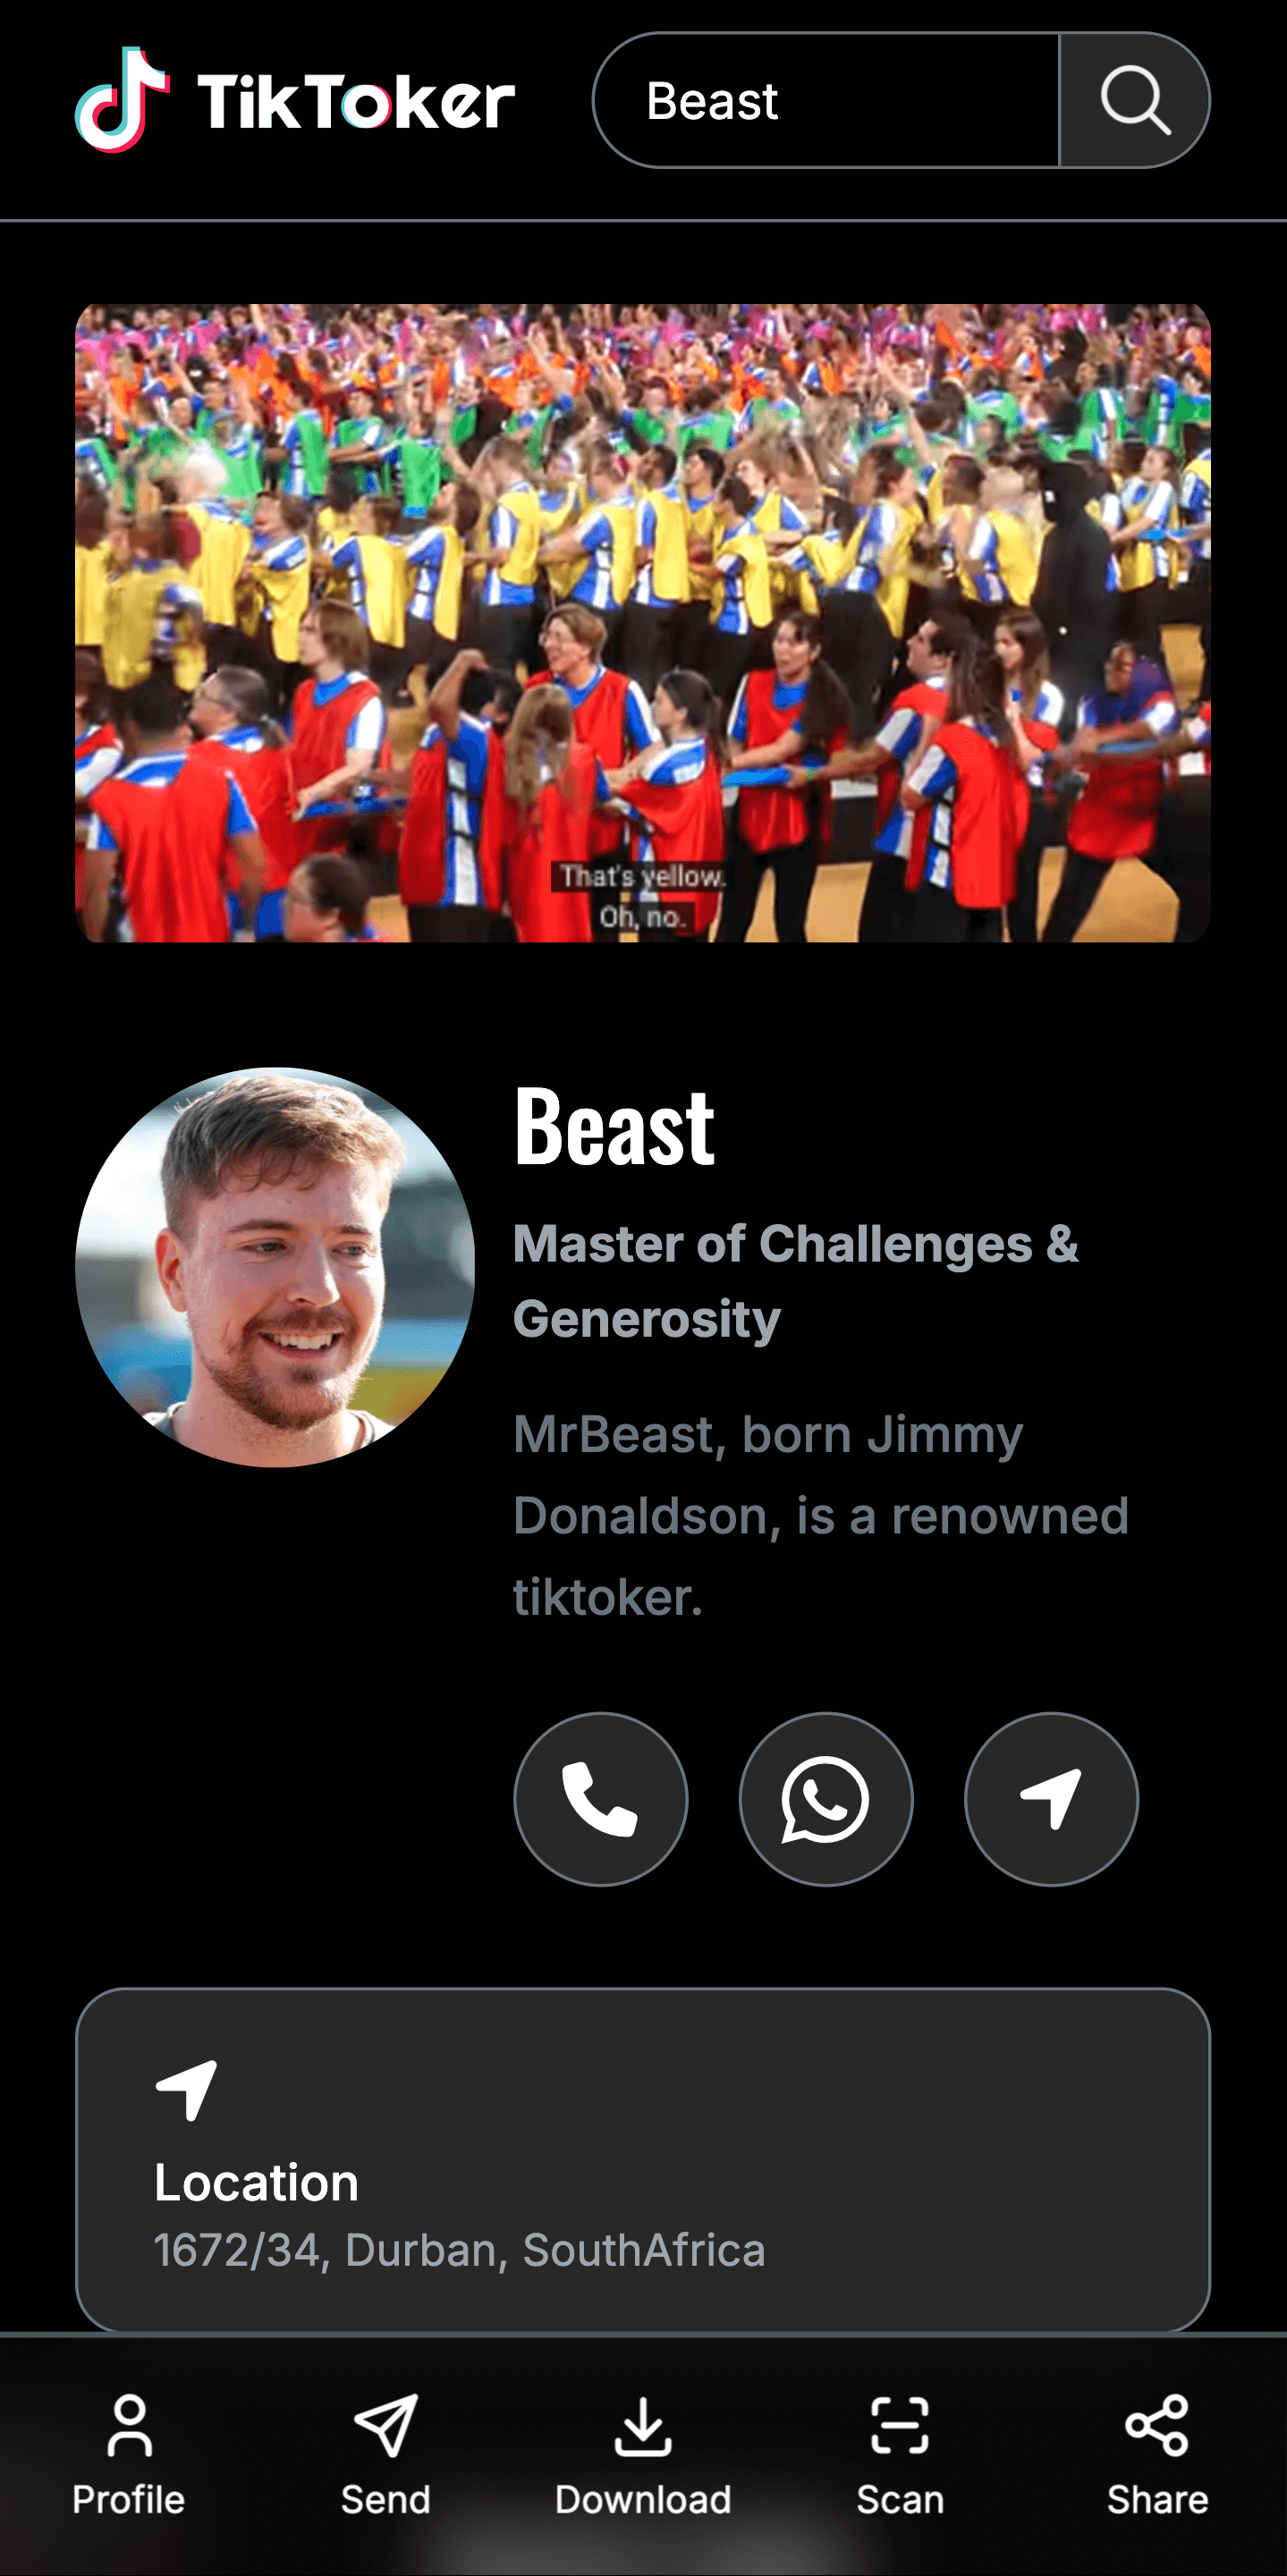 TikToker
Beast
That's yellow.
Oh, no.
Beast
Master of Challenges &
Generosity
MrBeast, born Jimmy
Donaldson, is a renowned
tiktoker.
Location
1672/34, Durban, SouthAfrica
Profile
Send
Download
Scan
Share